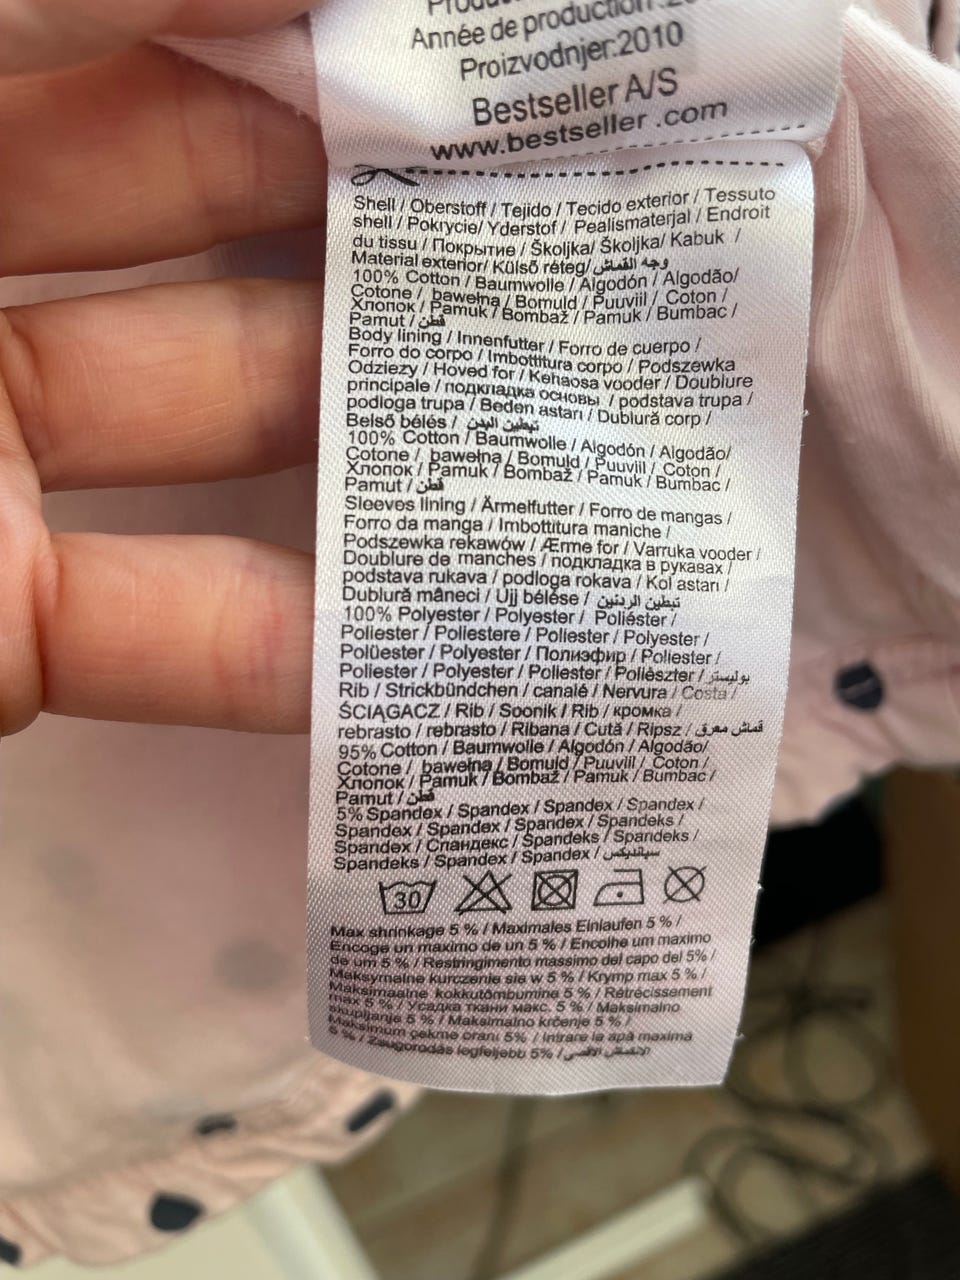 Année de production:20
Proizvodnjer:2010
Bestseller A/S
www.bestseller .com
Shell / Oberstoff / Tejido / Tecido exterior / Tessuto
shell / Pokrycie/ Yderstof / Pealismaterjal / Endroit
du tissu / Покрытие / Školjka/ Školjka/ Kabuk /
Material exterior/ Külső réteg/ وجه القماش
100% Cotton / Baumwolle / Algodón / Algodão/
Cotone / bawełna / Bomuld / Puuviil / Coton /
Хлопок / Pamuk / Bombaž / Pamuk / Bumbac /
Pamut / قطن
Body lining / Innenfutter / Forro de cuerpo /
Forro do corpo / Imbottitura corpo / Podszewka
Odziezy / Hoved for / Kehaosa vooder / Doublure
principale / подкладка основы / podstava trupa /
podloga trupa / Beden astarı / Dublură corp /
Belső bélés / تبطين البدن
100% Cotton / Baumwolle / Algodón / Algodão/
Cotone / bawełna / Bomuld / Puuviil / Coton /
Хлопок / Pamuk / Bombaž / Pamuk / Bumbac /
Pamut / قطن
Sleeves lining / Ärmelfutter / Forro de mangas /
Forro da manga / Imbottitura maniche /
Podszewka rekawów / Ærme for / Varruka vooder /
Doublure de manches / подкладка в рукавах /
podstava rukava / podloga rokava / Kol astarı /
Dublură mâneci / Ujj bélése / تبطين الردنين
100% Polyester / Polyester / Poliéster /
Poliester / Poliestere / Poliester / Polyester /
Polüester / Polyester / Полиэфир / Poliester /
Poliester / Polyester / Poliester / Poliészter / بوليستر
Rib / Strickbündchen / canalé / Nervura / Costa /
ŚCIĄGACZ / Rib / Soonik / Rib / кромка /
rebrasto / rebrasto / Ribana / Cută / Ripsz / قماش معرق
95% Cotton / Baumwolle / Algodón / Algodão/
Cotone / bawełna / Bomuld / Puuviil / Coton /
Хлопок / Pamuk / Bombaž / Pamuk / Bumbac /
Pamut / قطن
5% Spandex / Spandex / Spandex / Spandex /
Spandex / Spandex / Spandex / Spandeks /
Spandex / Спандекс / Spandeks / Spandeks /
Spandeks / Spandex / Spandex / سباندیکس
30
Max shrinkage 5 % / Maximales Einlaufen 5 % /
Encoge un maximo de un 5 % / Encolhe um maximo
de um 5 % / Restringimento massimo del capo del 5% /
Maksymalne kurczenie sie w 5 % / Krymp max 5 % /
Maksimaalne kokkutõmbumine 5 % / Rétrécissement
max 5 % / Усадка ткани макс. 5 % / Maksimalno
skupljanje 5 % / Maksimalno krčenje 5 % /
Maksimum çekme oranı 5% / Intrare la apă maxima
5 % / Zsugorodás legfeljebb 5% /